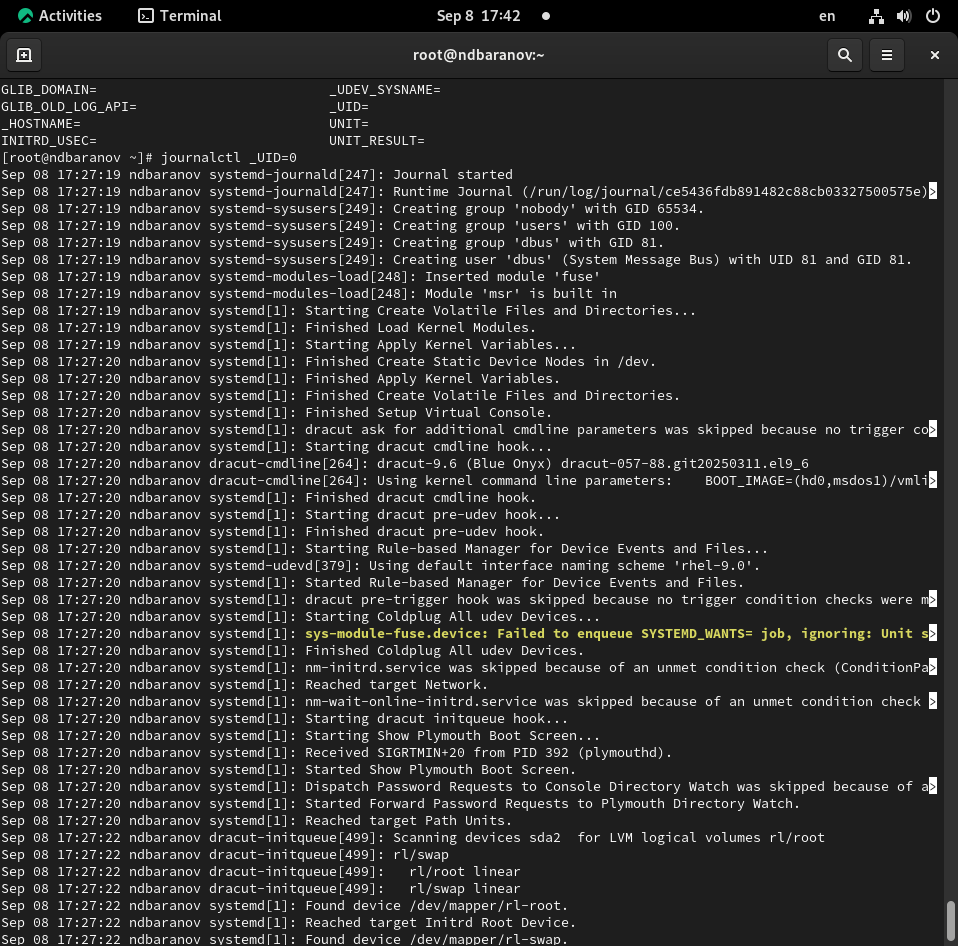 Activities Terminal Sep 8 17:42 en
root@ndbaranov:~
GLIB_DOMAIN= _UDEV_SYSNAME=
GLIB_OLD_LOG_API= _UID=
_HOSTNAME= UNIT=
INITRD_USEC= UNIT_RESULT=
[root@ndbaranov ~]# journalctl _UID=0
Sep 08 17:27:19 ndbaranov systemd-journald[247]: Journal started
Sep 08 17:27:19 ndbaranov systemd-journald[247]: Runtime Journal (/run/log/journal/ce5436fdb891482c88cb03327500575e)>
Sep 08 17:27:19 ndbaranov systemd-sysusers[249]: Creating group 'nobody' with GID 65534.
Sep 08 17:27:19 ndbaranov systemd-sysusers[249]: Creating group 'users' with GID 100.
Sep 08 17:27:19 ndbaranov systemd-sysusers[249]: Creating group 'dbus' with GID 81.
Sep 08 17:27:19 ndbaranov systemd-sysusers[249]: Creating user 'dbus' (System Message Bus) with UID 81 and GID 81.
Sep 08 17:27:19 ndbaranov systemd-modules-load[248]: Inserted module 'fuse'
Sep 08 17:27:19 ndbaranov systemd-modules-load[248]: Module 'msr' is built in
Sep 08 17:27:19 ndbaranov systemd[1]: Starting Create Volatile Files and Directories...
Sep 08 17:27:19 ndbaranov systemd[1]: Finished Load Kernel Modules.
Sep 08 17:27:19 ndbaranov systemd[1]: Starting Apply Kernel Variables...
Sep 08 17:27:20 ndbaranov systemd[1]: Finished Create Static Device Nodes in /dev.
Sep 08 17:27:20 ndbaranov systemd[1]: Finished Apply Kernel Variables.
Sep 08 17:27:20 ndbaranov systemd[1]: Finished Create Volatile Files and Directories.
Sep 08 17:27:20 ndbaranov systemd[1]: Finished Setup Virtual Console.
Sep 08 17:27:20 ndbaranov systemd[1]: dracut ask for additional cmdline parameters was skipped because no trigger co>
Sep 08 17:27:20 ndbaranov systemd[1]: Starting dracut cmdline hook...
Sep 08 17:27:20 ndbaranov dracut-cmdline[264]: dracut-9.6 (Blue Onyx) dracut-057-88.git20250311.el9_6
Sep 08 17:27:20 ndbaranov dracut-cmdline[264]: Using kernel command line parameters:    BOOT_IMAGE=(hd0,msdos1)/vmli>
Sep 08 17:27:20 ndbaranov systemd[1]: Finished dracut cmdline hook.
Sep 08 17:27:20 ndbaranov systemd[1]: Starting dracut pre-udev hook...
Sep 08 17:27:20 ndbaranov systemd[1]: Finished dracut pre-udev hook.
Sep 08 17:27:20 ndbaranov systemd[1]: Starting Rule-based Manager for Device Events and Files...
Sep 08 17:27:20 ndbaranov systemd-udevd[379]: Using default interface naming scheme 'rhel-9.0'.
Sep 08 17:27:20 ndbaranov systemd[1]: Started Rule-based Manager for Device Events and Files.
Sep 08 17:27:20 ndbaranov systemd[1]: dracut pre-trigger hook was skipped because no trigger condition checks were m>
Sep 08 17:27:20 ndbaranov systemd[1]: Starting Coldplug All udev Devices...
Sep 08 17:27:20 ndbaranov systemd[1]: sys-module-fuse.device: Failed to enqueue SYSTEMD_WANTS= job, ignoring: Unit s>
Sep 08 17:27:20 ndbaranov systemd[1]: Finished Coldplug All udev Devices.
Sep 08 17:27:20 ndbaranov systemd[1]: nm-initrd.service was skipped because of an unmet condition check (ConditionPa>
Sep 08 17:27:20 ndbaranov systemd[1]: Reached target Network.
Sep 08 17:27:20 ndbaranov systemd[1]: nm-wait-online-initrd.service was skipped because of an unmet condition check >
Sep 08 17:27:20 ndbaranov systemd[1]: Starting dracut initqueue hook...
Sep 08 17:27:20 ndbaranov systemd[1]: Starting Show Plymouth Boot Screen...
Sep 08 17:27:20 ndbaranov systemd[1]: Received SIGRTMIN+20 from PID 392 (plymouthd).
Sep 08 17:27:20 ndbaranov systemd[1]: Started Show Plymouth Boot Screen.
Sep 08 17:27:20 ndbaranov systemd[1]: Dispatch Password Requests to Console Directory Watch was skipped because of a>
Sep 08 17:27:20 ndbaranov systemd[1]: Started Forward Password Requests to Plymouth Directory Watch.
Sep 08 17:27:20 ndbaranov systemd[1]: Reached target Path Units.
Sep 08 17:27:22 ndbaranov dracut-initqueue[499]: Scanning devices sda2  for LVM logical volumes rl/root
Sep 08 17:27:22 ndbaranov dracut-initqueue[499]: rl/swap
Sep 08 17:27:22 ndbaranov dracut-initqueue[499]:   rl/root linear
Sep 08 17:27:22 ndbaranov dracut-initqueue[499]:   rl/swap linear
Sep 08 17:27:22 ndbaranov systemd[1]: Found device /dev/mapper/rl-root.
Sep 08 17:27:22 ndbaranov systemd[1]: Reached target Initrd Root Device.
Sep 08 17:27:22 ndbaranov systemd[1]: Found device /dev/mapper/rl-swap.